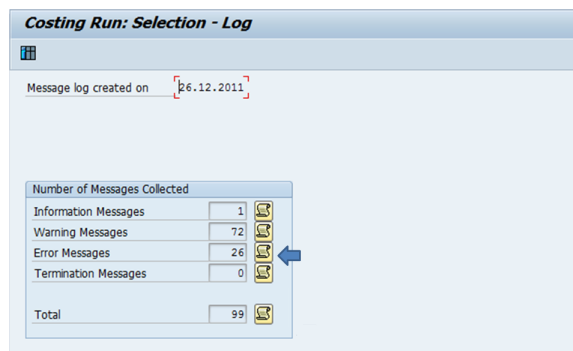 Costing Run: Selection - Log
Message log created on 26.12.2011
Number of Messages Collected
Information Messages 1
Warning Messages 72
Error Messages 26
Termination Messages 0
Total 99